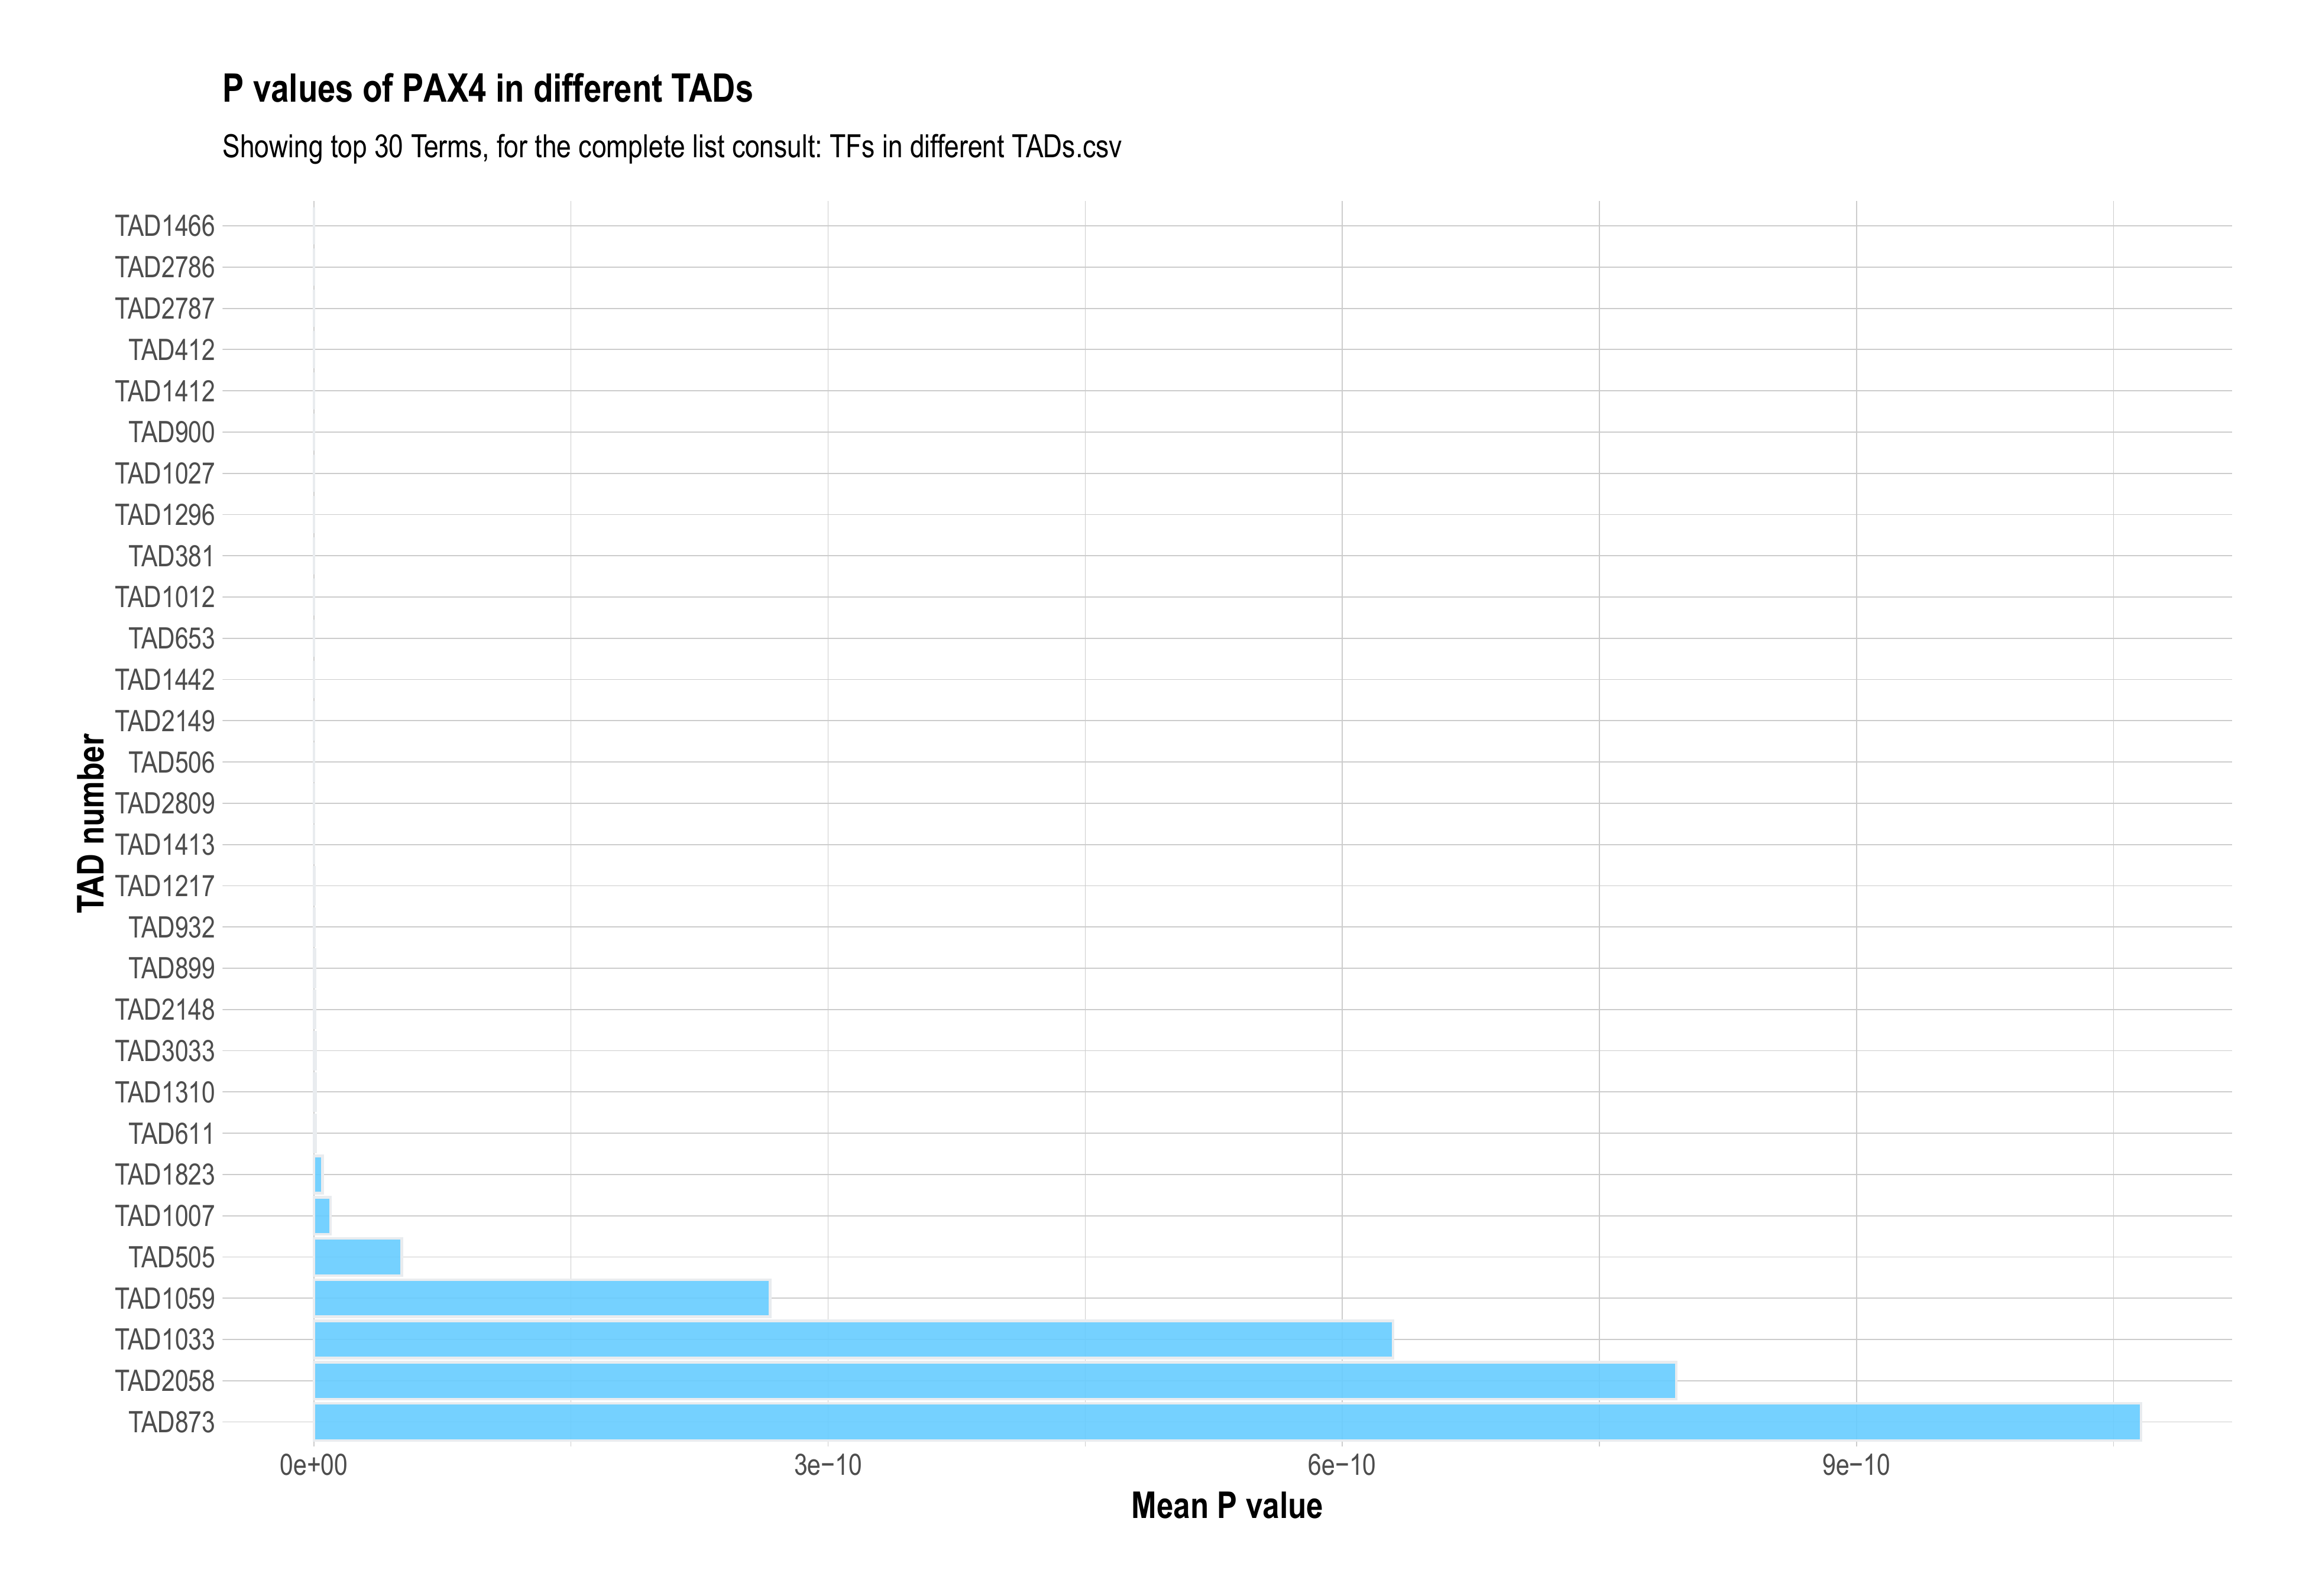 P values of PAX4 in different TADs
Showing top 30 Terms, for the complete list consult: TFs in different TADs.csv
TAD number
TAD1466
TAD2786
TAD2787
TAD412
TAD1412
TAD900
TAD1027
TAD1296
TAD381
TAD1012
TAD653
TAD1442
TAD2149
TAD506
TAD2809
TAD1413
TAD1217
TAD932
TAD899
TAD2148
TAD3033
TAD1310
TAD611
TAD1823
TAD1007
TAD505
TAD1059
TAD1033
TAD2058
TAD873
0e+00 3e−10 6e−10 9e−10
Mean P value